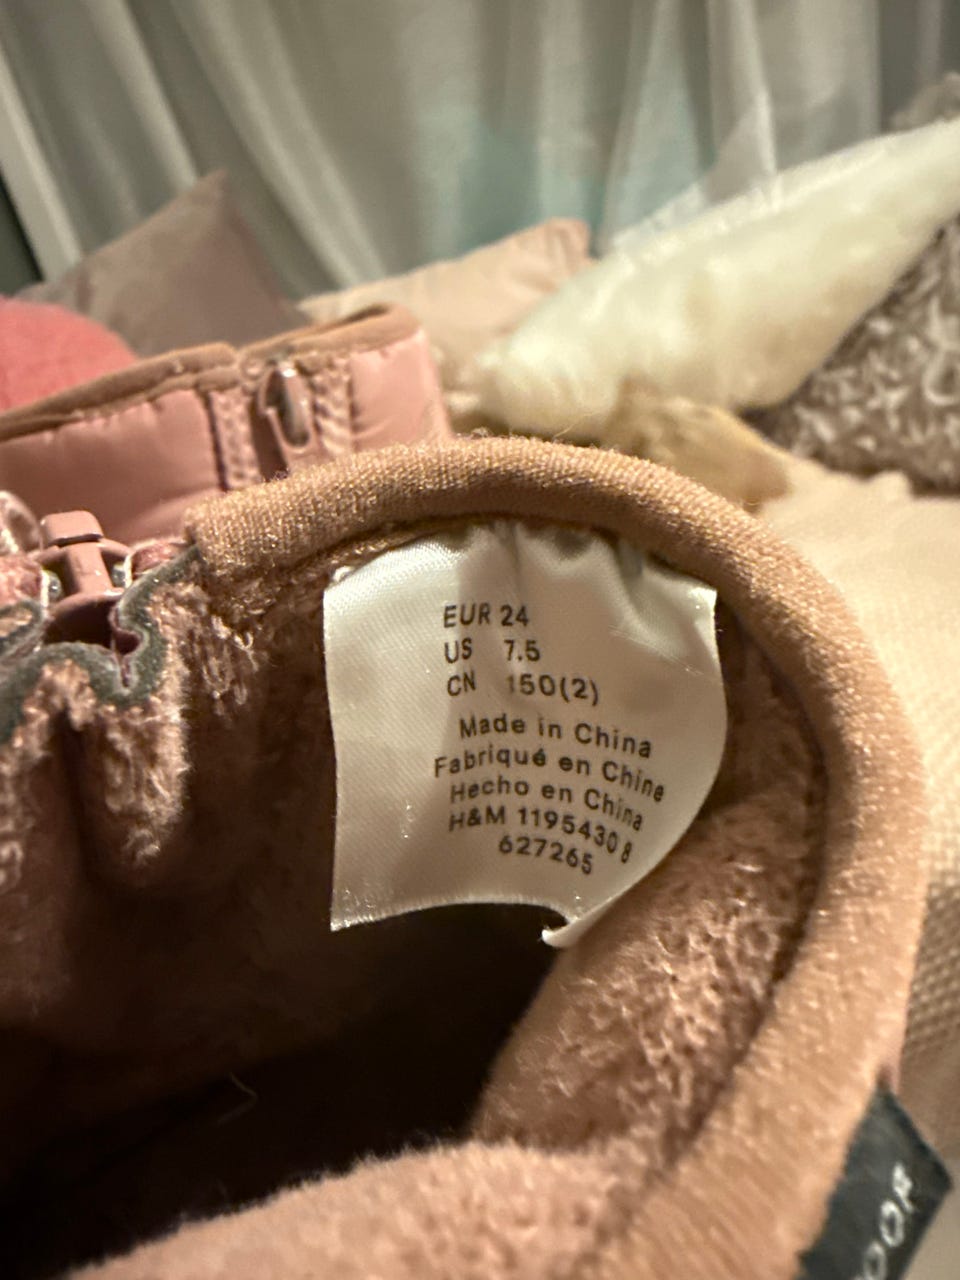 EUR 24
US 7.5
CN 150(2)
Made in China
Fabriqué en Chine
Hecho en China
H&M 1195430 8
627265